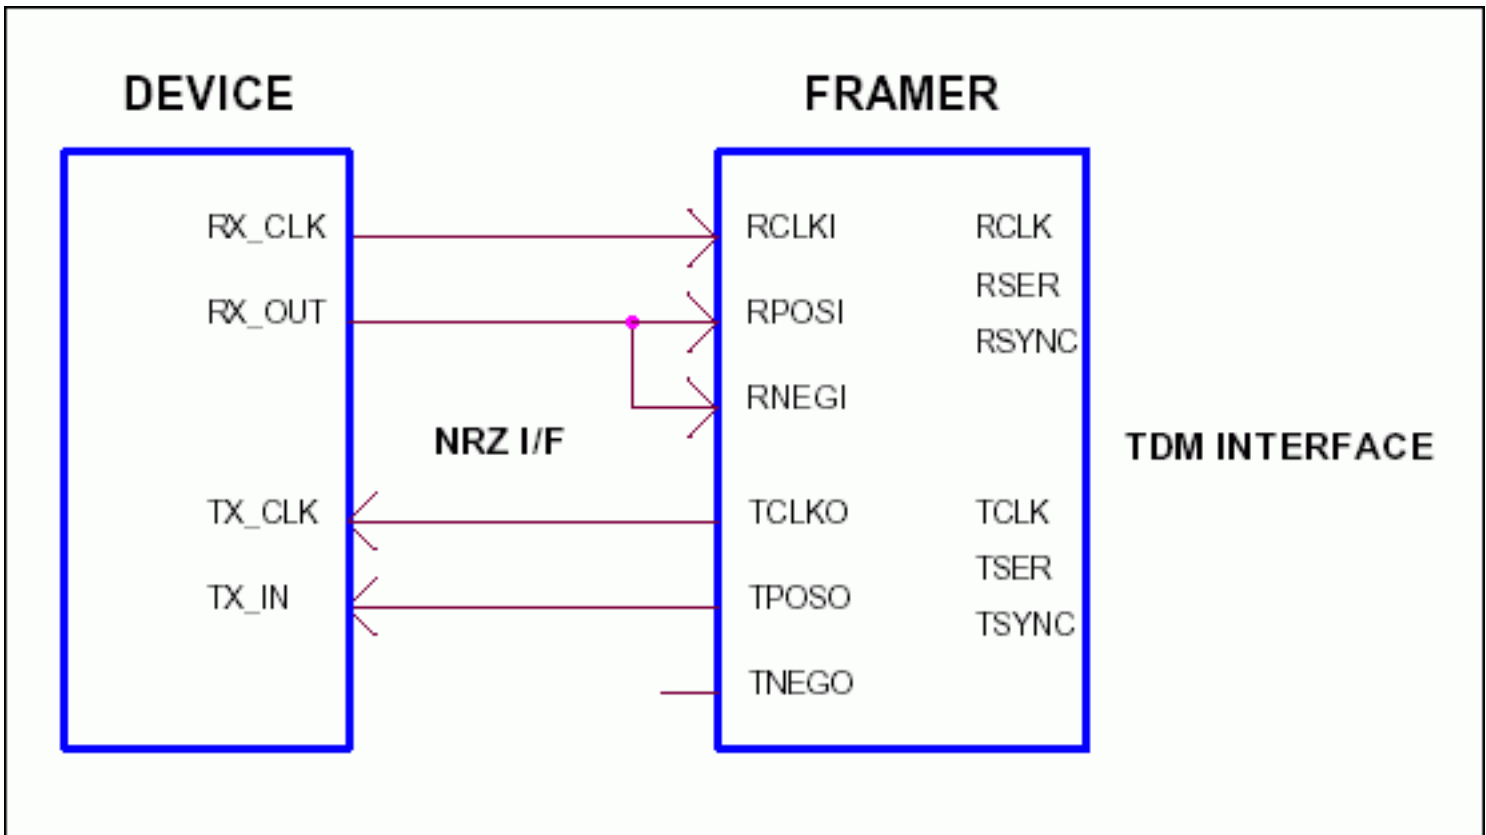 DEVICE
FRAMER
RX_CLK
RX_OUT
TX_CLK
TX_IN
NRZ I/F
RCLKI
RPOSI
RNEGI
TCLKO
TPOSO
TNEGO
RCLK
RSER
RSYNC
TCLK
TSER
TSYNC
TDM INTERFACE